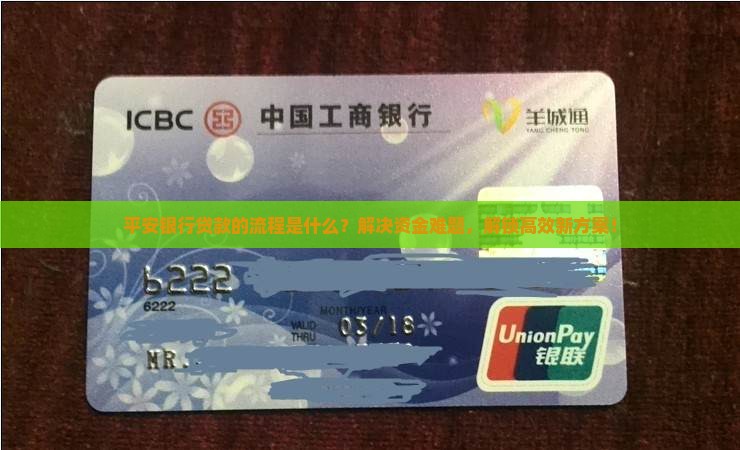 ICBC 中国工商银行 羊城通
YANG CHENG TONG
平安银行贷款的流程是什么？解决资金难题，解锁高效新方案！
6222
6222
MONTH/YEAR
VALID THRU 03/18
MR.
UnionPay
银联